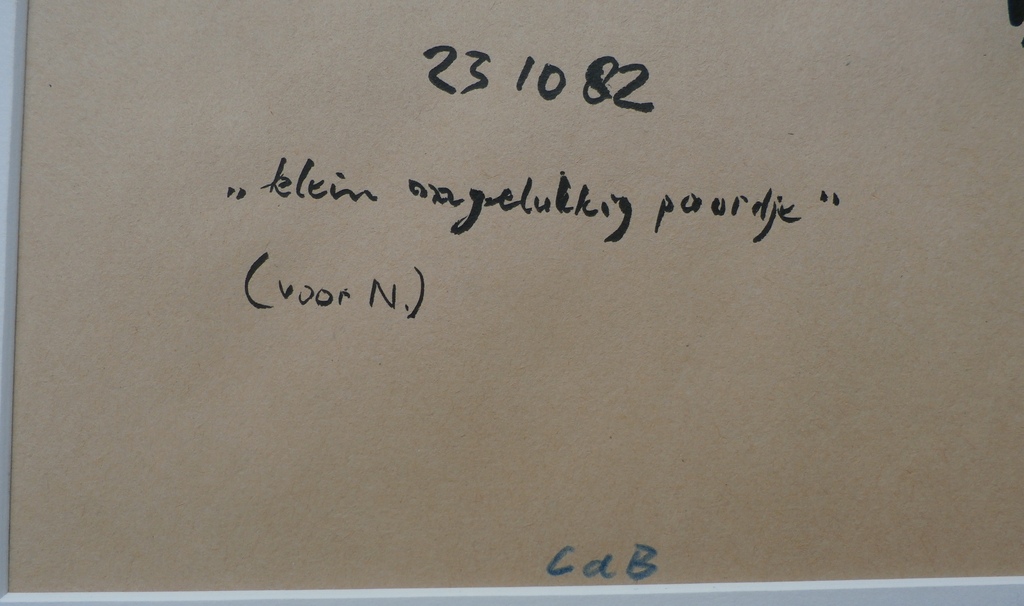 23 10 82
„klein ongelukkig paardje"
(voor N.)
CdB